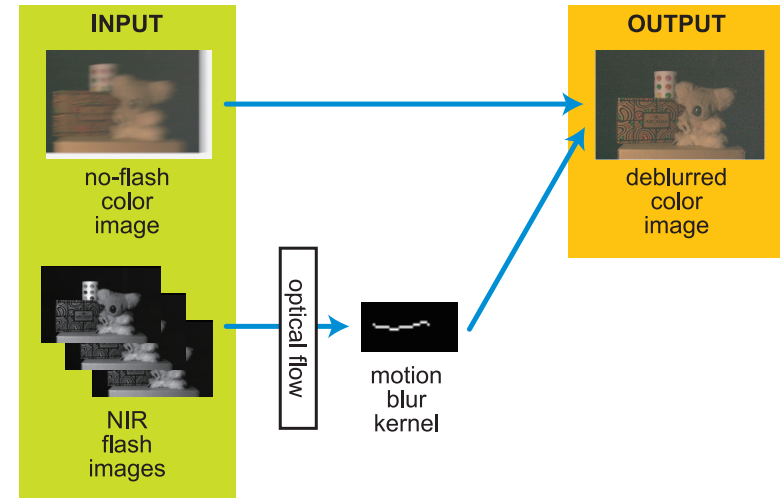 INPUT
no-flash
color
image
NIR
flash
images
optical flow
motion
blur
kernel
OUTPUT
deblurred
color
image